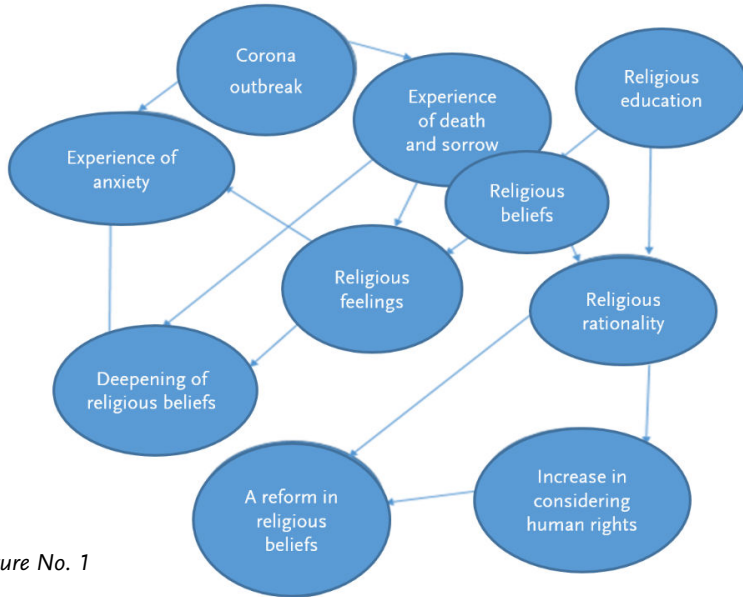 Corona
outbreak
Experience
of death
and sorrow
Religious
education
Experience of
anxiety
Religious
beliefs
Religious
feelings
Religious
rationality
Deepening of
religious beliefs
A reform in
religious
beliefs
Increase in
considering
human rights
ure No. 1